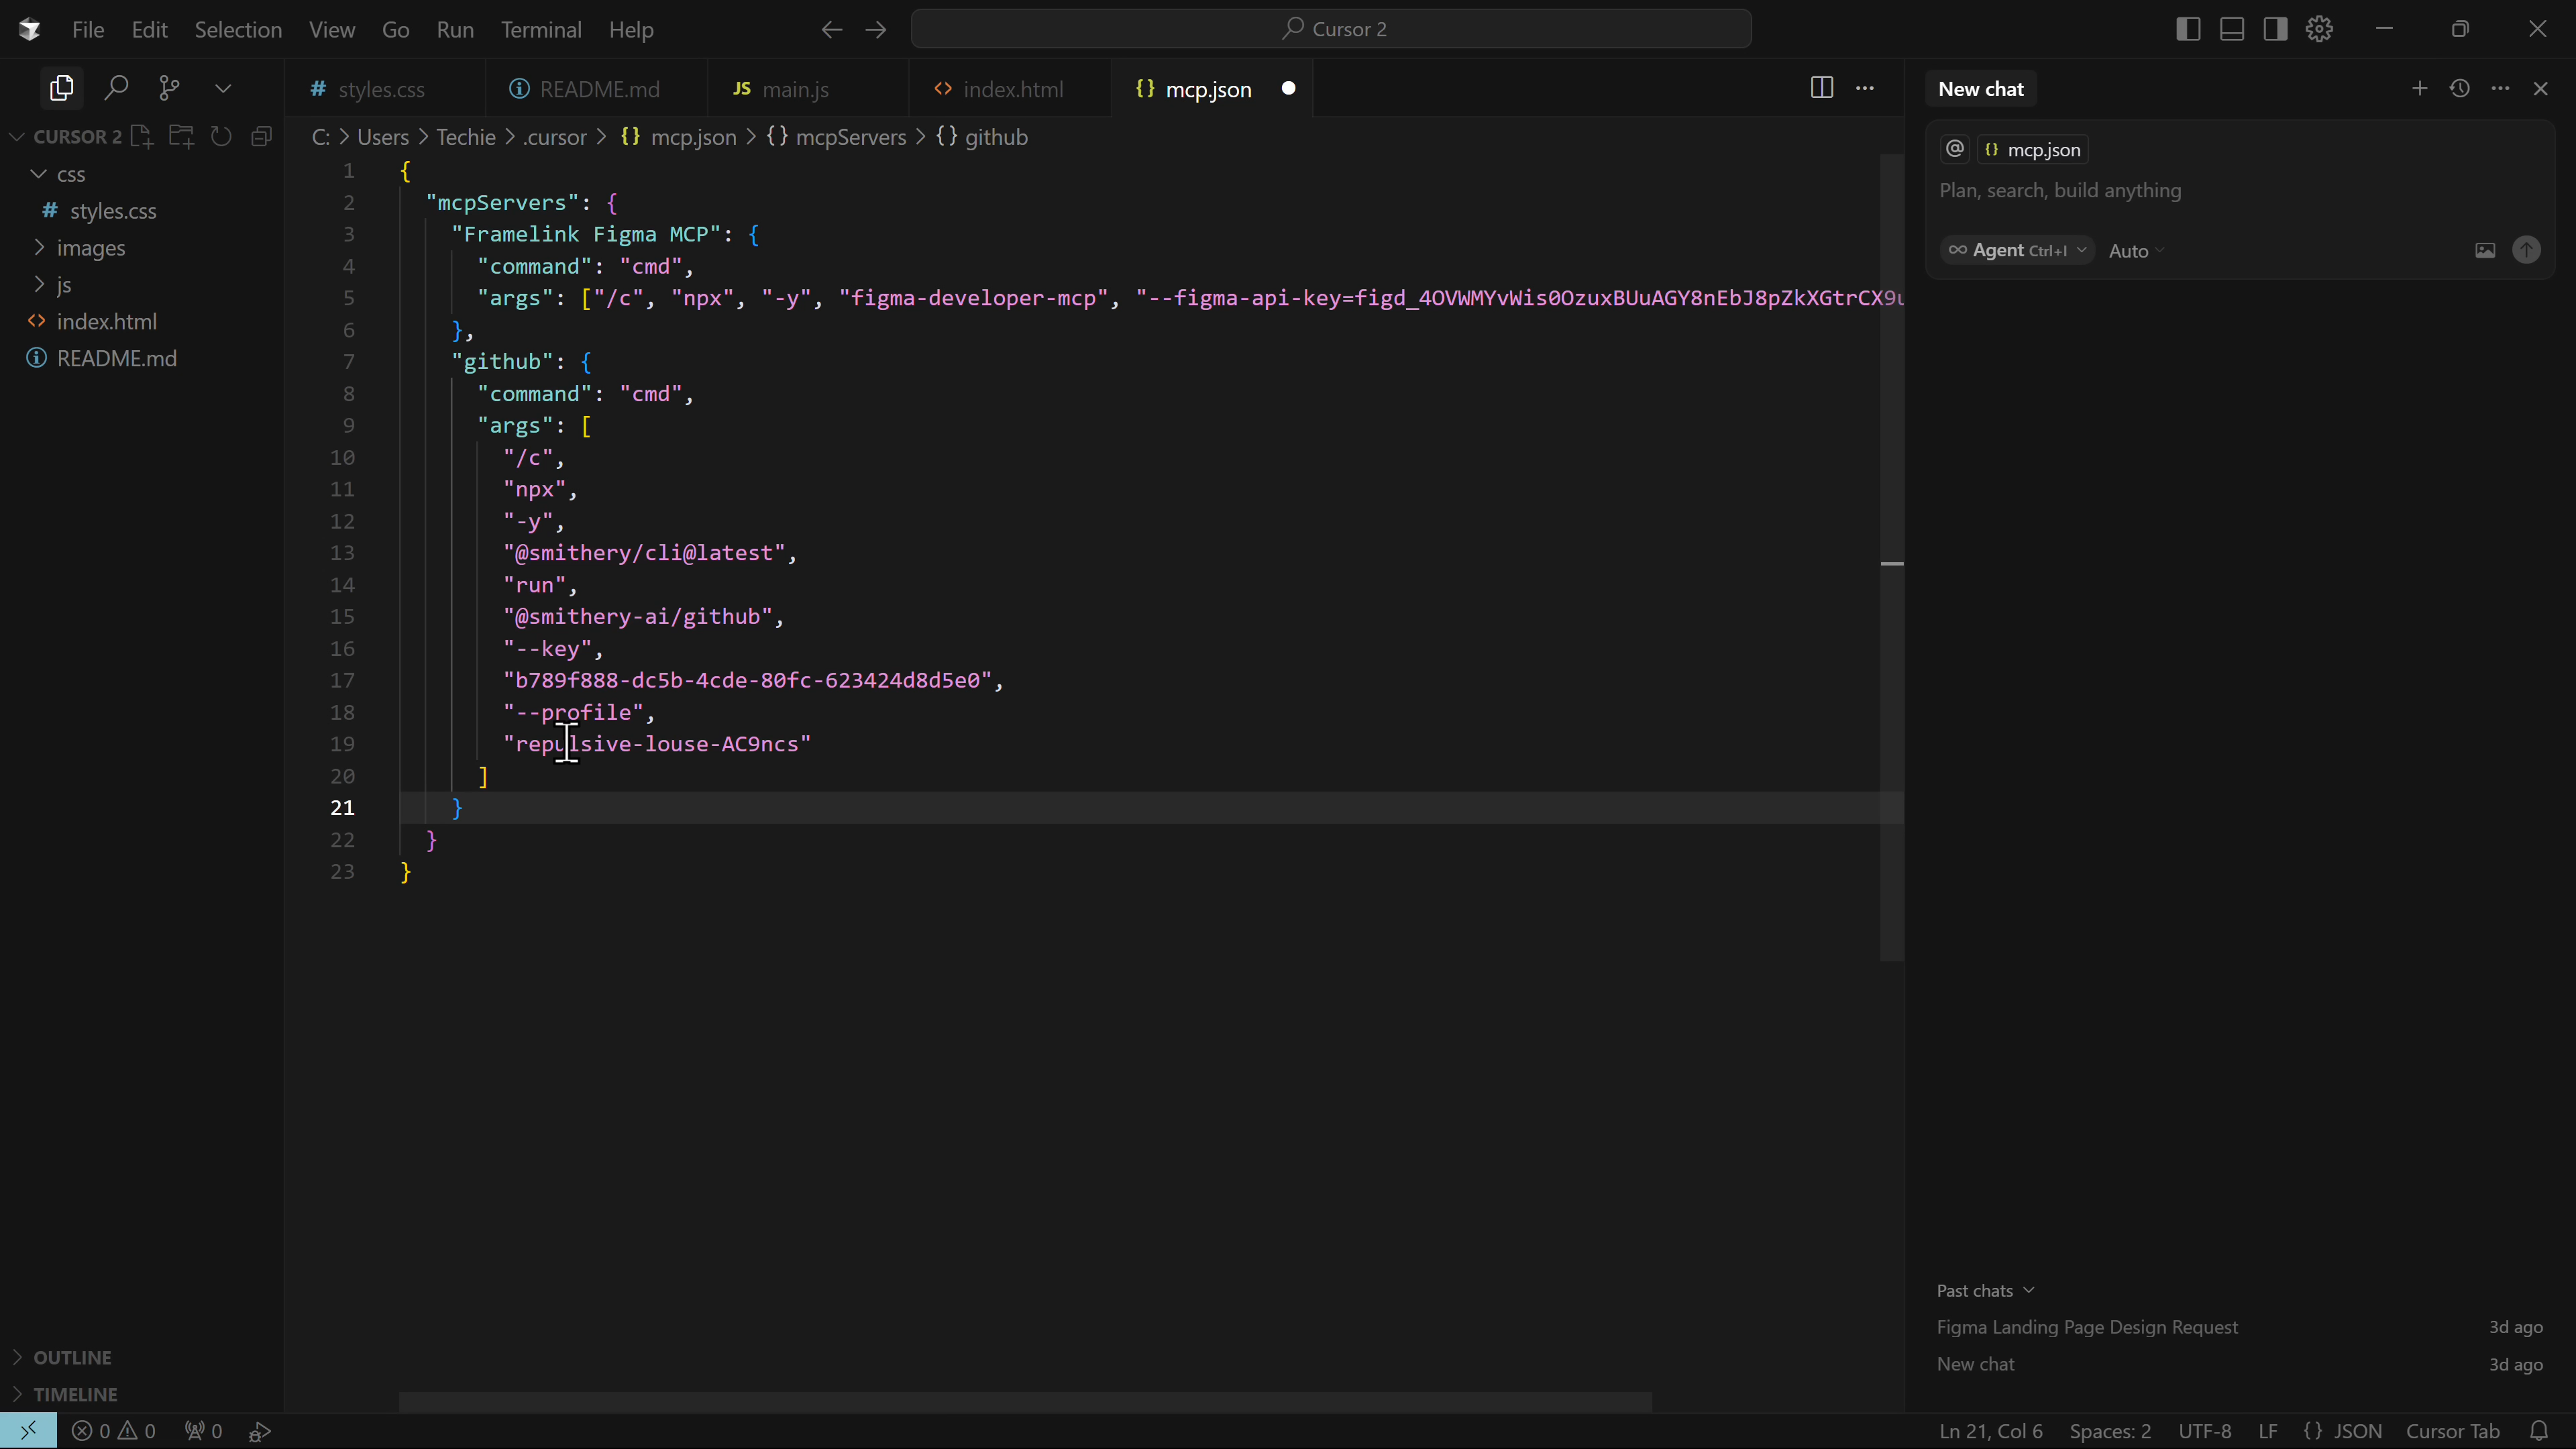 File Edit Selection View Go Run Terminal Help
Cursor 2
# styles.css
README.md
JS main.js
<> index.html
{} mcp.json
New chat
CURSOR 2
css
# styles.css
images
js
<> index.html
README.md
C: > Users > Techie > .cursor > {} mcp.json > {} mcpServers > {} github
1 {
2 "mcpServers": {
3 "Framelink Figma MCP": {
4 "command": "cmd",
5 "args": ["/c", "npx", "-y", "figma-developer-mcp", "--figma-api-key=figd_4OVWMYvWis0OzuxBUuAGY8nEbJ8pZkXGtrCX9u
6 },
7 "github": {
8 "command": "cmd",
9 "args": [
10 "/c",
11 "npx",
12 "-y",
13 "@smithery/cli@latest",
14 "run",
15 "@smithery-ai/github",
16 "--key",
17 "b789f888-dc5b-4cde-80fc-623424d8d5e0",
18 "--profile",
19 "repulsive-louse-AC9ncs"
20 ]
21 }
22 }
23 }
@ {} mcp.json
Plan, search, build anything
∞ Agent Ctrl+I Auto
Past chats
Figma Landing Page Design Request 3d ago
New chat 3d ago
OUTLINE
TIMELINE
0 0 0
Ln 21, Col 6 Spaces: 2 UTF-8 LF {} JSON Cursor Tab